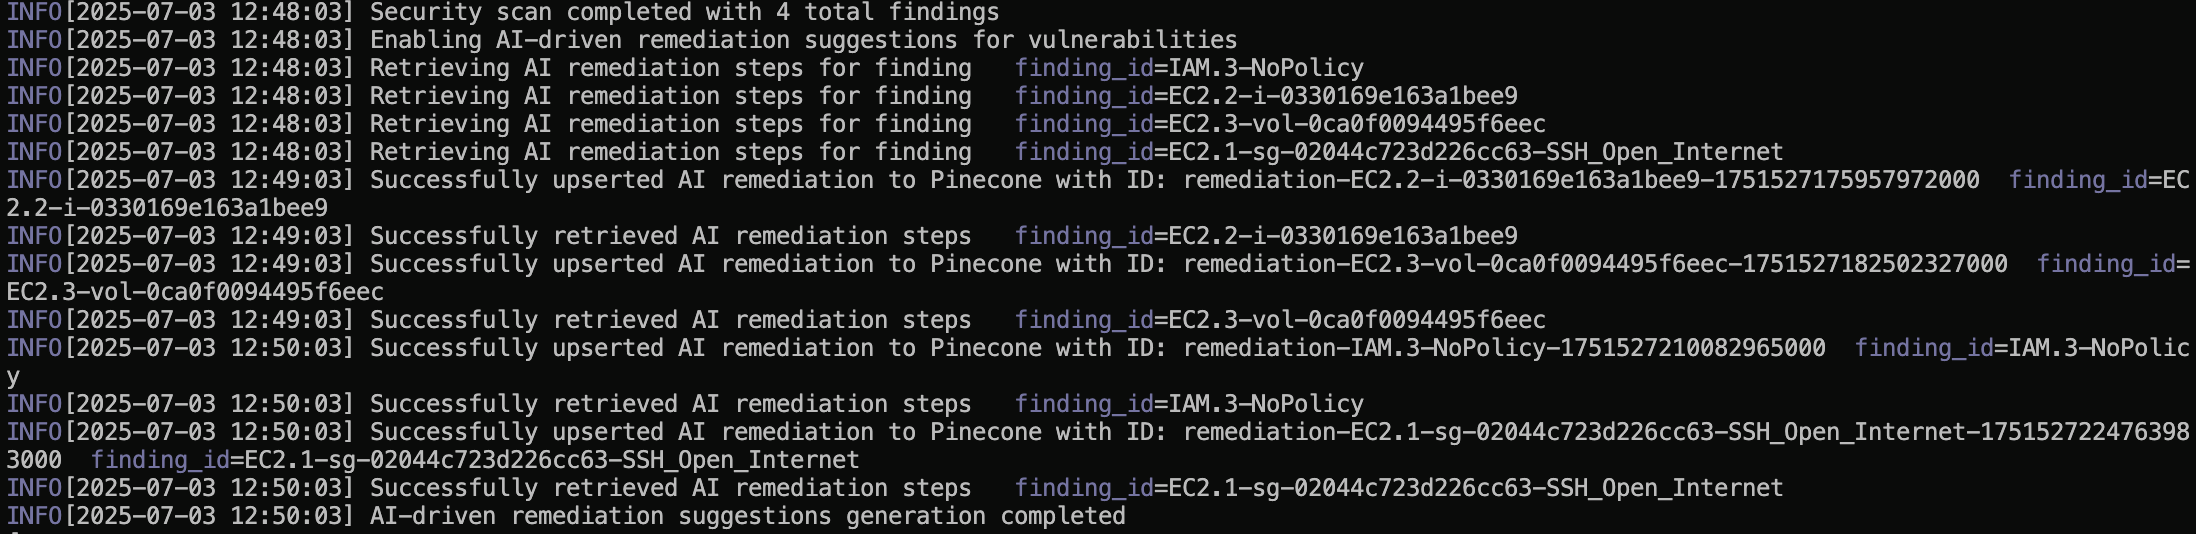 INFO[2025-07-03 12:48:03] Security scan completed with 4 total findings
INFO[2025-07-03 12:48:03] Enabling AI-driven remediation suggestions for vulnerabilities
INFO[2025-07-03 12:48:03] Retrieving AI remediation steps for finding   finding_id=IAM.3-NoPolicy
INFO[2025-07-03 12:48:03] Retrieving AI remediation steps for finding   finding_id=EC2.2-i-0330169e163a1bee9
INFO[2025-07-03 12:48:03] Retrieving AI remediation steps for finding   finding_id=EC2.3-vol-0ca0f0094495f6eec
INFO[2025-07-03 12:48:03] Retrieving AI remediation steps for finding   finding_id=EC2.1-sg-02044c723d226cc63-SSH_Open_Internet
INFO[2025-07-03 12:49:03] Successfully upserted AI remediation to Pinecone with ID: remediation-EC2.2-i-0330169e163a1bee9-1751527175957972000  finding_id=EC
2.2-i-0330169e163a1bee9
INFO[2025-07-03 12:49:03] Successfully retrieved AI remediation steps   finding_id=EC2.2-i-0330169e163a1bee9
INFO[2025-07-03 12:49:03] Successfully upserted AI remediation to Pinecone with ID: remediation-EC2.3-vol-0ca0f0094495f6eec-1751527182502327000  finding_id=
EC2.3-vol-0ca0f0094495f6eec
INFO[2025-07-03 12:49:03] Successfully retrieved AI remediation steps   finding_id=EC2.3-vol-0ca0f0094495f6eec
INFO[2025-07-03 12:50:03] Successfully upserted AI remediation to Pinecone with ID: remediation-IAM.3-NoPolicy-1751527210082965000  finding_id=IAM.3-NoPolic
y
INFO[2025-07-03 12:50:03] Successfully retrieved AI remediation steps   finding_id=IAM.3-NoPolicy
INFO[2025-07-03 12:50:03] Successfully upserted AI remediation to Pinecone with ID: remediation-EC2.1-sg-02044c723d226cc63-SSH_Open_Internet-175152722476398
3000  finding_id=EC2.1-sg-02044c723d226cc63-SSH_Open_Internet
INFO[2025-07-03 12:50:03] Successfully retrieved AI remediation steps   finding_id=EC2.1-sg-02044c723d226cc63-SSH_Open_Internet
INFO[2025-07-03 12:50:03] AI-driven remediation suggestions generation completed